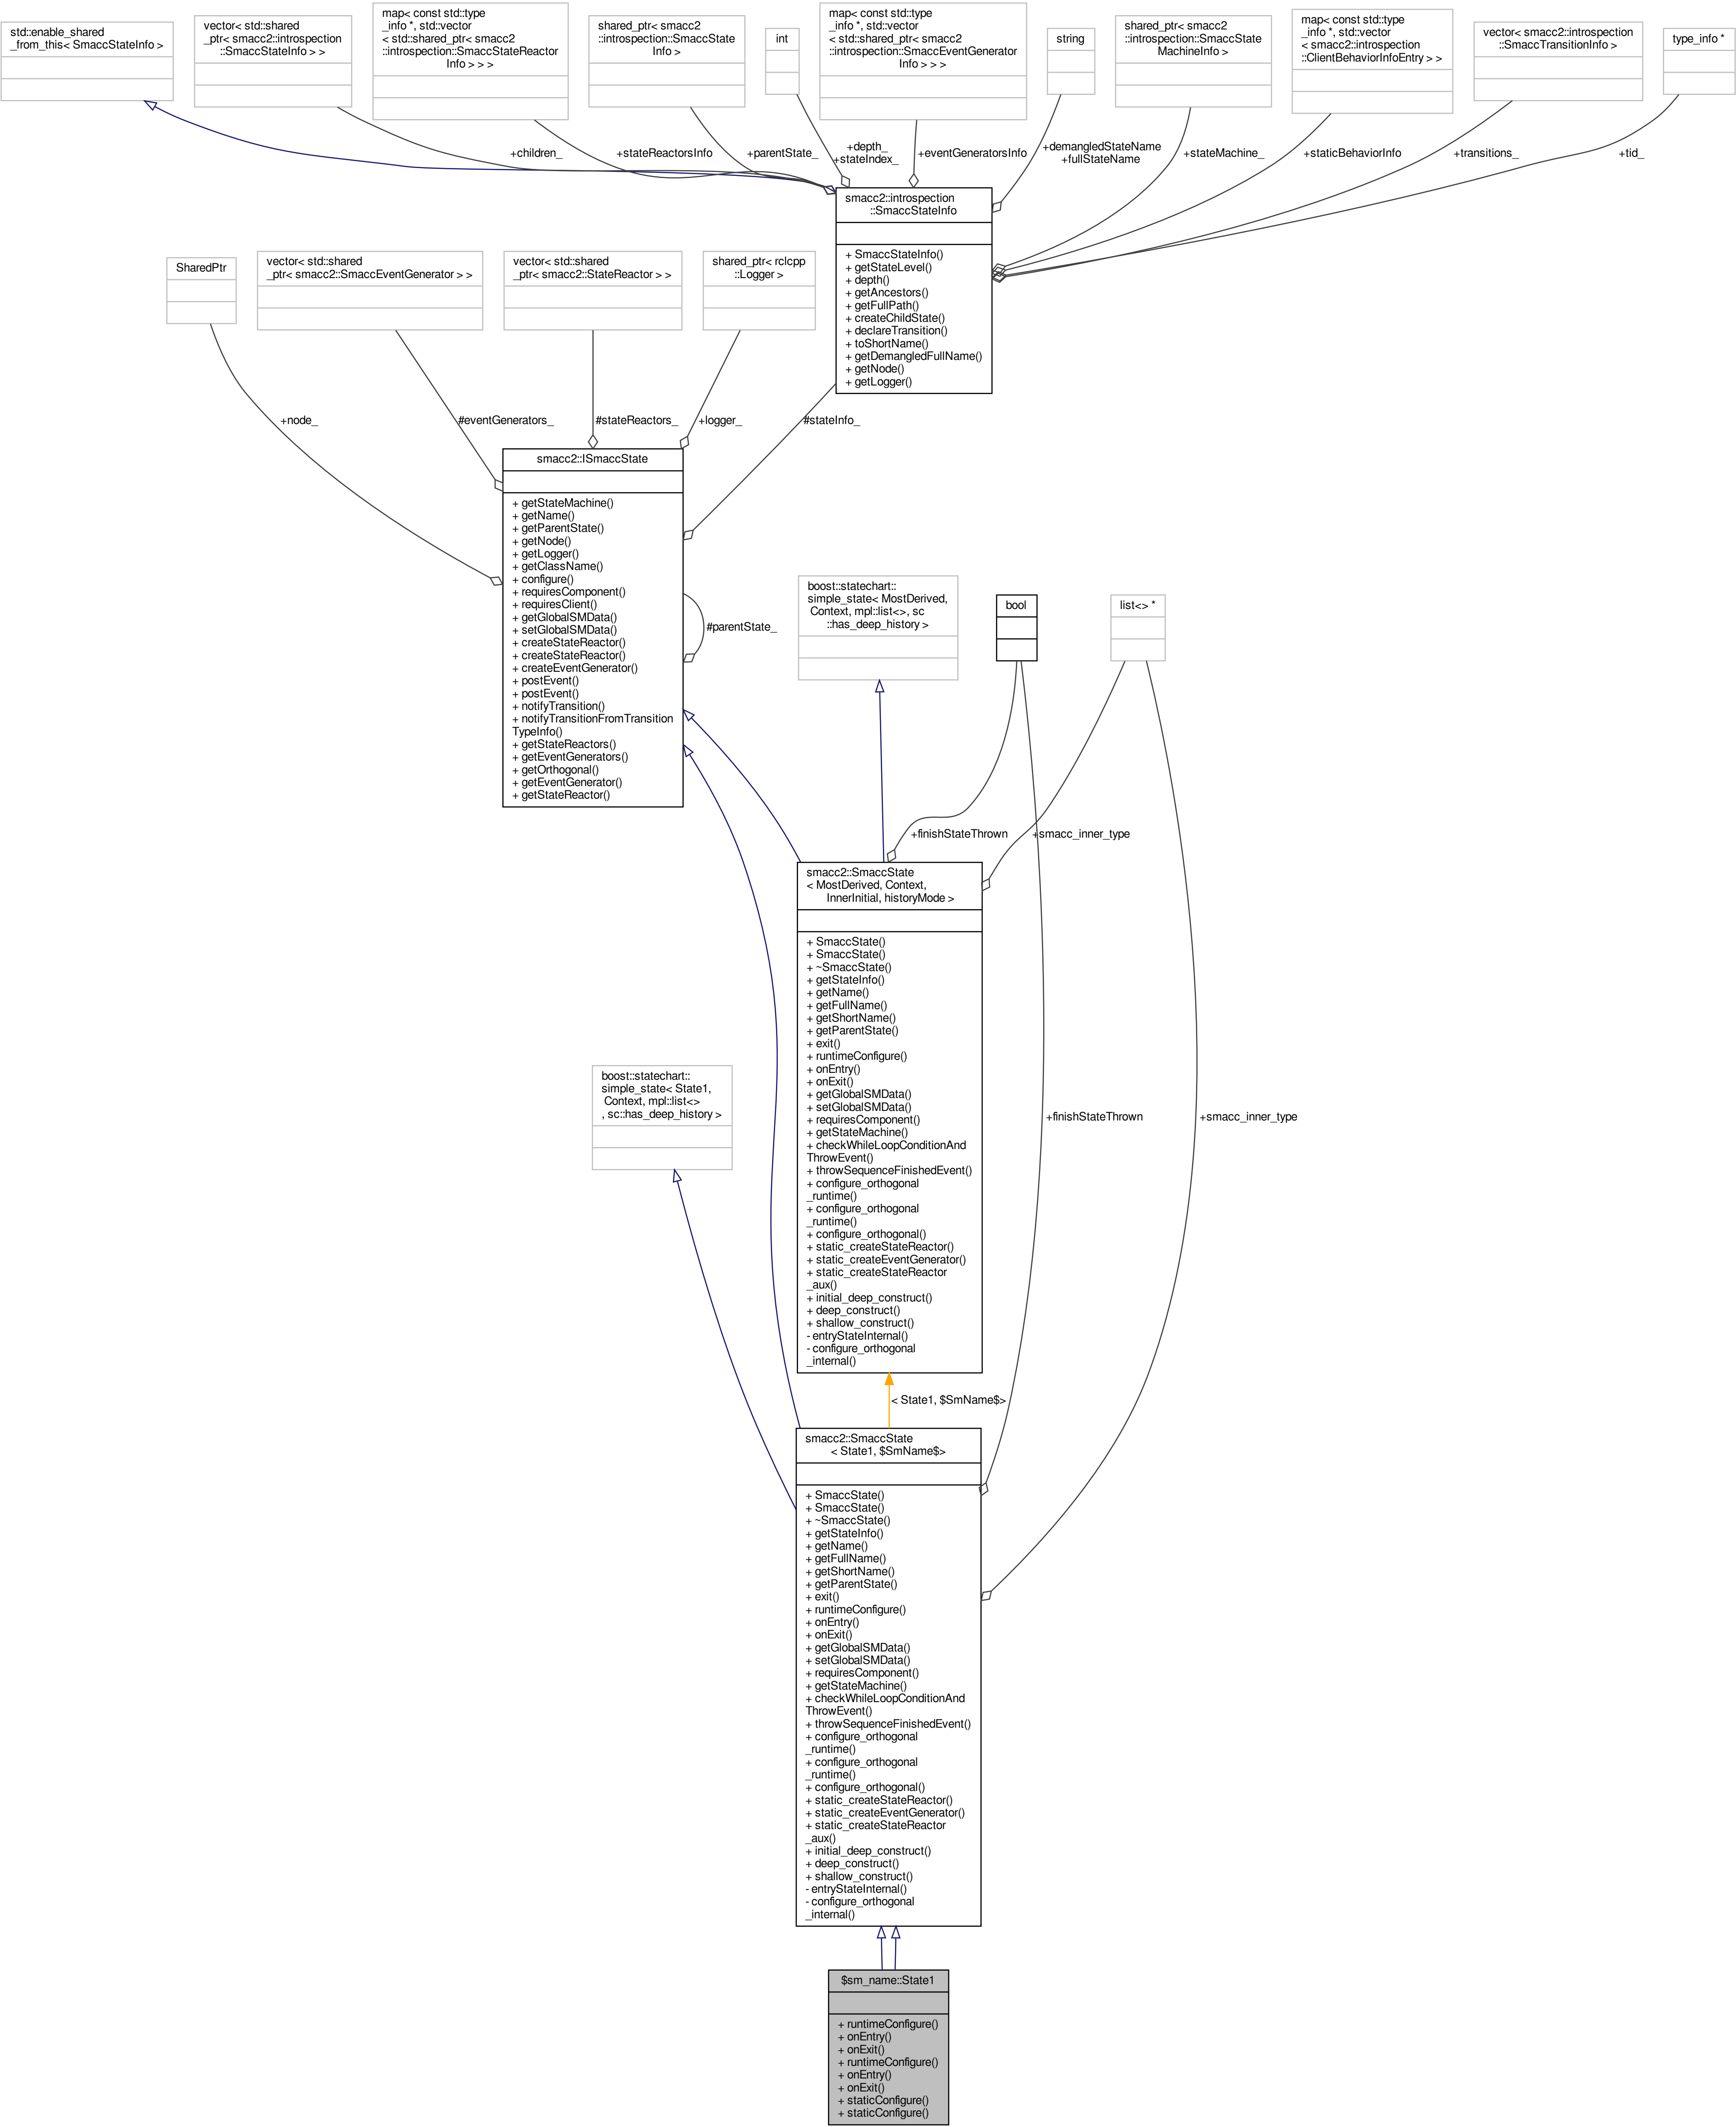 std::enable_shared
_from_this< SmaccStateInfo >
vector< std::shared
_ptr< smacc2::introspection
::SmaccStateInfo > >
map< const std::type
_info *, std::vector
< std::shared_ptr< smacc2
::introspection::SmaccStateReactor
Info > > >
shared_ptr< smacc2
::introspection::SmaccState
Info >
int
map< const std::type
_info *, std::vector
< std::shared_ptr< smacc2
::introspection::SmaccEventGenerator
Info > > >
string
shared_ptr< smacc2
::introspection::SmaccState
MachineInfo >
map< const std::type
_info *, std::vector
< smacc2::introspection
::ClientBehaviorInfoEntry > >
vector< smacc2::introspection
::SmaccTransitionInfo >
type_info *
+children_
+stateReactorsInfo
+parentState_
+depth_
+stateIndex_
+eventGeneratorsInfo
+demangledStateName
+fullStateName
+stateMachine_
+staticBehaviorInfo
+transitions_
+tid_
smacc2::introspection
::SmaccStateInfo
+ SmaccStateInfo()
+ getStateLevel()
+ depth()
+ getAncestors()
+ getFullPath()
+ createChildState()
+ declareTransition()
+ toShortName()
+ getDemangledFullName()
+ getNode()
+ getLogger()
SharedPtr
vector< std::shared
_ptr< smacc2::SmaccEventGenerator > >
vector< std::shared
_ptr< smacc2::StateReactor > >
shared_ptr< rclcpp
::Logger >
+node_
#eventGenerators_
#stateReactors_
+logger_
#stateInfo_
smacc2::ISmaccState
+ getStateMachine()
+ getName()
+ getParentState()
+ getNode()
+ getLogger()
+ getClassName()
+ configure()
+ requiresComponent()
+ requiresClient()
+ getGlobalSMData()
+ setGlobalSMData()
+ createStateReactor()
+ createStateReactor()
+ createEventGenerator()
+ postEvent()
+ postEvent()
+ notifyTransition()
+ notifyTransitionFromTransition
TypeInfo()
+ getStateReactors()
+ getEventGenerators()
+ getOrthogonal()
+ getEventGenerator()
+ getStateReactor()
#parentState_
boost::statechart::
simple_state< MostDerived,
Context, mpl::list<>, sc
::has_deep_history >
bool
list<> *
+finishStateThrown
+smacc_inner_type
smacc2::SmaccState
< MostDerived, Context,
InnerInitial, historyMode >
+ SmaccState()
+ SmaccState()
+ ~SmaccState()
+ getStateInfo()
+ getName()
+ getFullName()
+ getShortName()
+ getParentState()
+ exit()
+ runtimeConfigure()
+ onEntry()
+ onExit()
+ getGlobalSMData()
+ setGlobalSMData()
+ requiresComponent()
+ getStateMachine()
+ checkWhileLoopConditionAnd
ThrowEvent()
+ throwSequenceFinishedEvent()
+ configure_orthogonal
_runtime()
+ configure_orthogonal
_runtime()
+ configure_orthogonal()
+ static_createStateReactor()
+ static_createEventGenerator()
+ static_createStateReactor
_aux()
+ initial_deep_construct()
+ deep_construct()
+ shallow_construct()
- entryStateInternal()
- configure_orthogonal
_internal()
boost::statechart::
simple_state< State1,
Context, mpl::list<>
, sc::has_deep_history >
+finishStateThrown
+smacc_inner_type
< State1, $SmName$>
smacc2::SmaccState
< State1, $SmName$>
+ SmaccState()
+ SmaccState()
+ ~SmaccState()
+ getStateInfo()
+ getName()
+ getFullName()
+ getShortName()
+ getParentState()
+ exit()
+ runtimeConfigure()
+ onEntry()
+ onExit()
+ getGlobalSMData()
+ setGlobalSMData()
+ requiresComponent()
+ getStateMachine()
+ checkWhileLoopConditionAnd
ThrowEvent()
+ throwSequenceFinishedEvent()
+ configure_orthogonal
_runtime()
+ configure_orthogonal
_runtime()
+ configure_orthogonal()
+ static_createStateReactor()
+ static_createEventGenerator()
+ static_createStateReactor
_aux()
+ initial_deep_construct()
+ deep_construct()
+ shallow_construct()
- entryStateInternal()
- configure_orthogonal
_internal()
$sm_name::State1
+ runtimeConfigure()
+ onEntry()
+ onExit()
+ runtimeConfigure()
+ onEntry()
+ onExit()
+ staticConfigure()
+ staticConfigure()